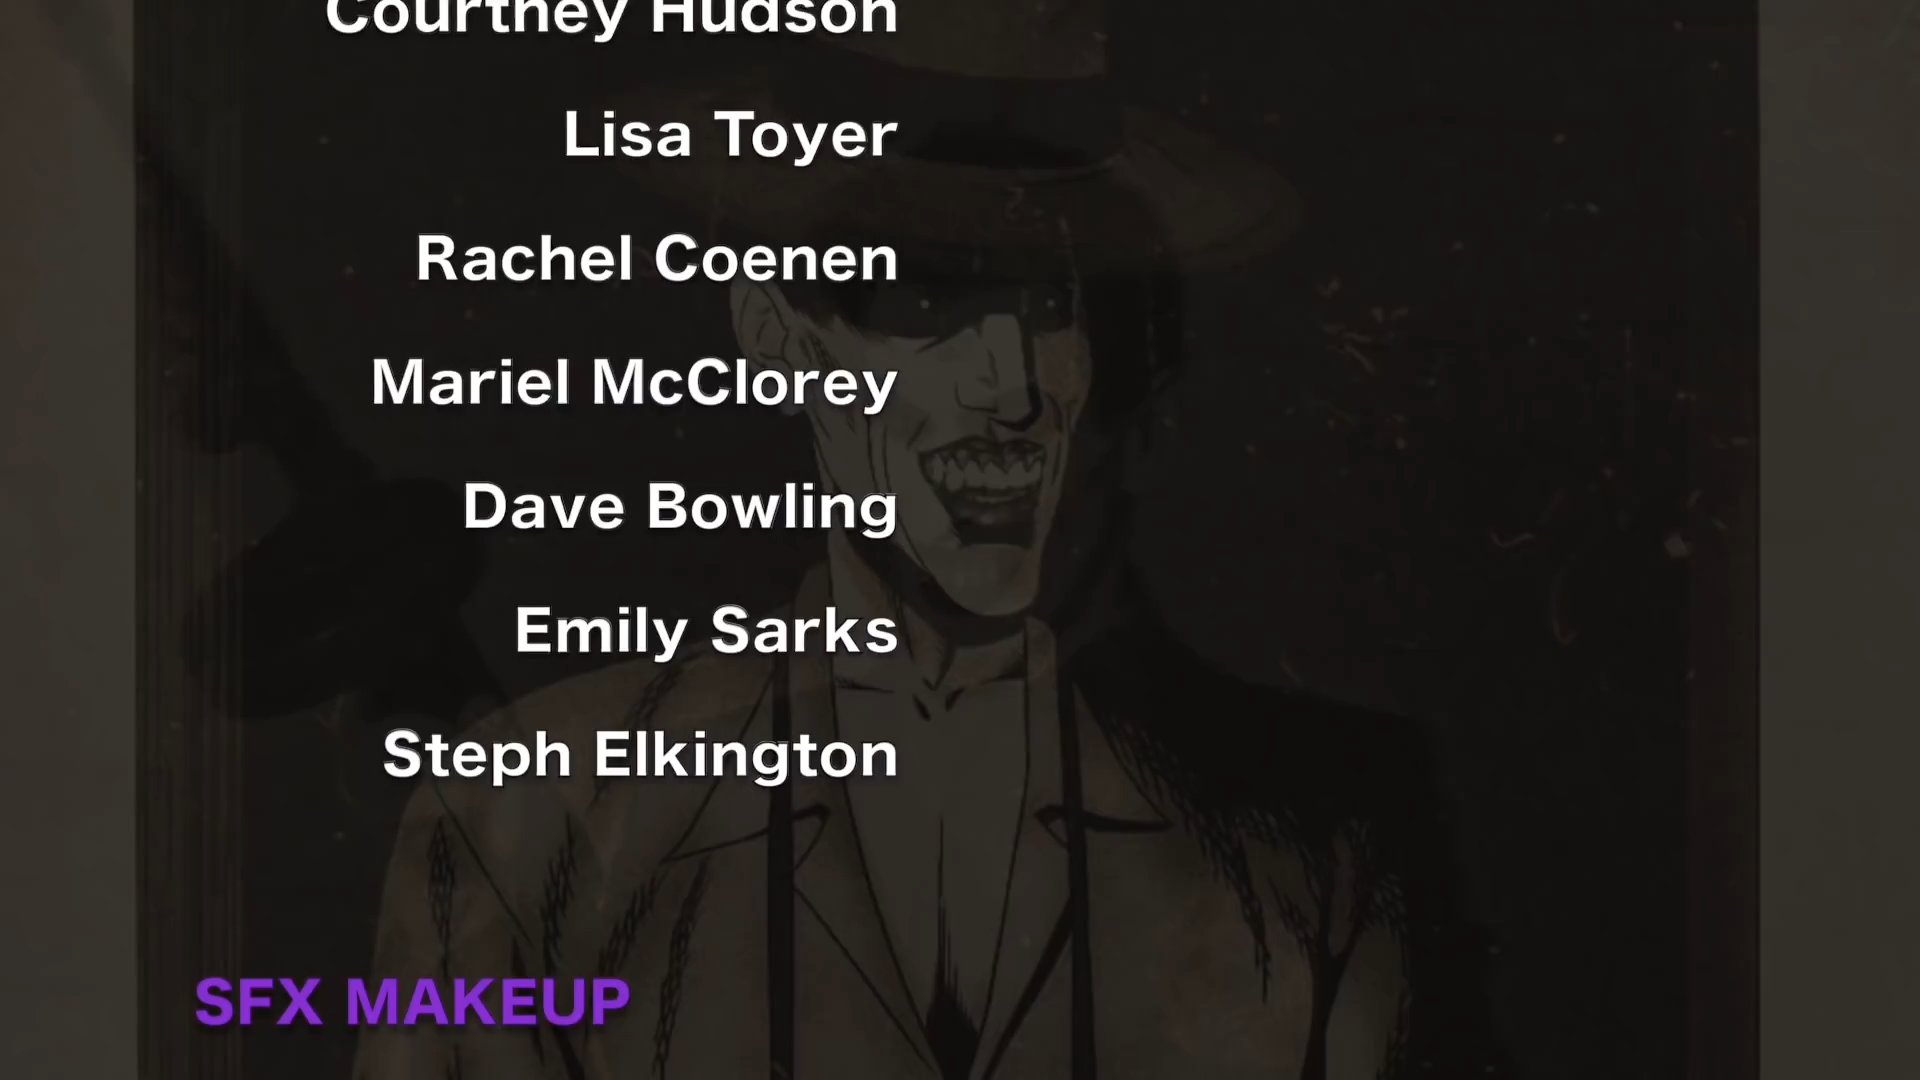 Courtney Hudson
Lisa Toyer
Rachel Coenen
Mariel McClorey
Dave Bowling
Emily Sarks
Steph Elkington
SFX MAKEUP